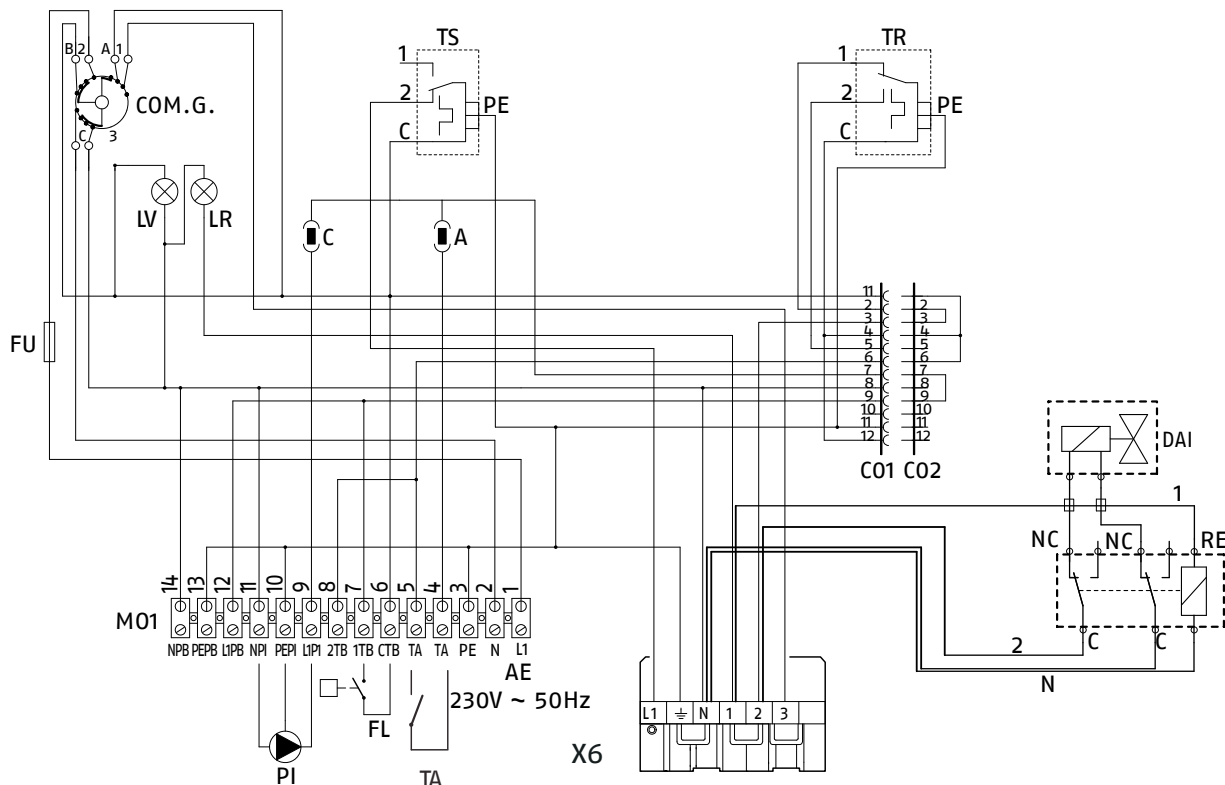 B 2 A 1
COM.G.
C 3
TS
1
2
C
PE
TR
1
2
C
PE
LV
LR
C
A
FU
11
2 2
3 3
4 4
5 5
6 6
7 7
8 8
9 9
10 10
11 11
12 12
C01 C02
DAI
1
NC NC RE
C C
2
N
14 13 12 11 10 9 8 7 6 5 4 3 2 1
M01
NPB PEPB L1PB NPI PEPI L1P1 2TB 1TB CTB TA TA PE N L1
AE
230V ~ 50Hz
FL
PI
TA
X6
L1 N 1 2 3